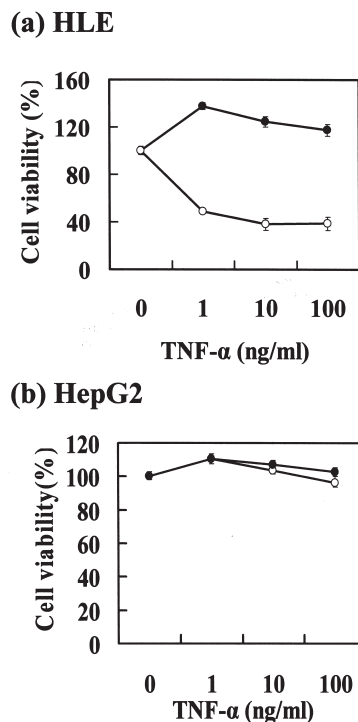 (a) HLE
160
120
80
40
0
Cell viability (%)
0 1 10 100
TNF-α (ng/ml)
(b) HepG2
120
100
80
60
40
20
0
Cell viability(%)
0 1 10 100
TNF-α (ng/ml)